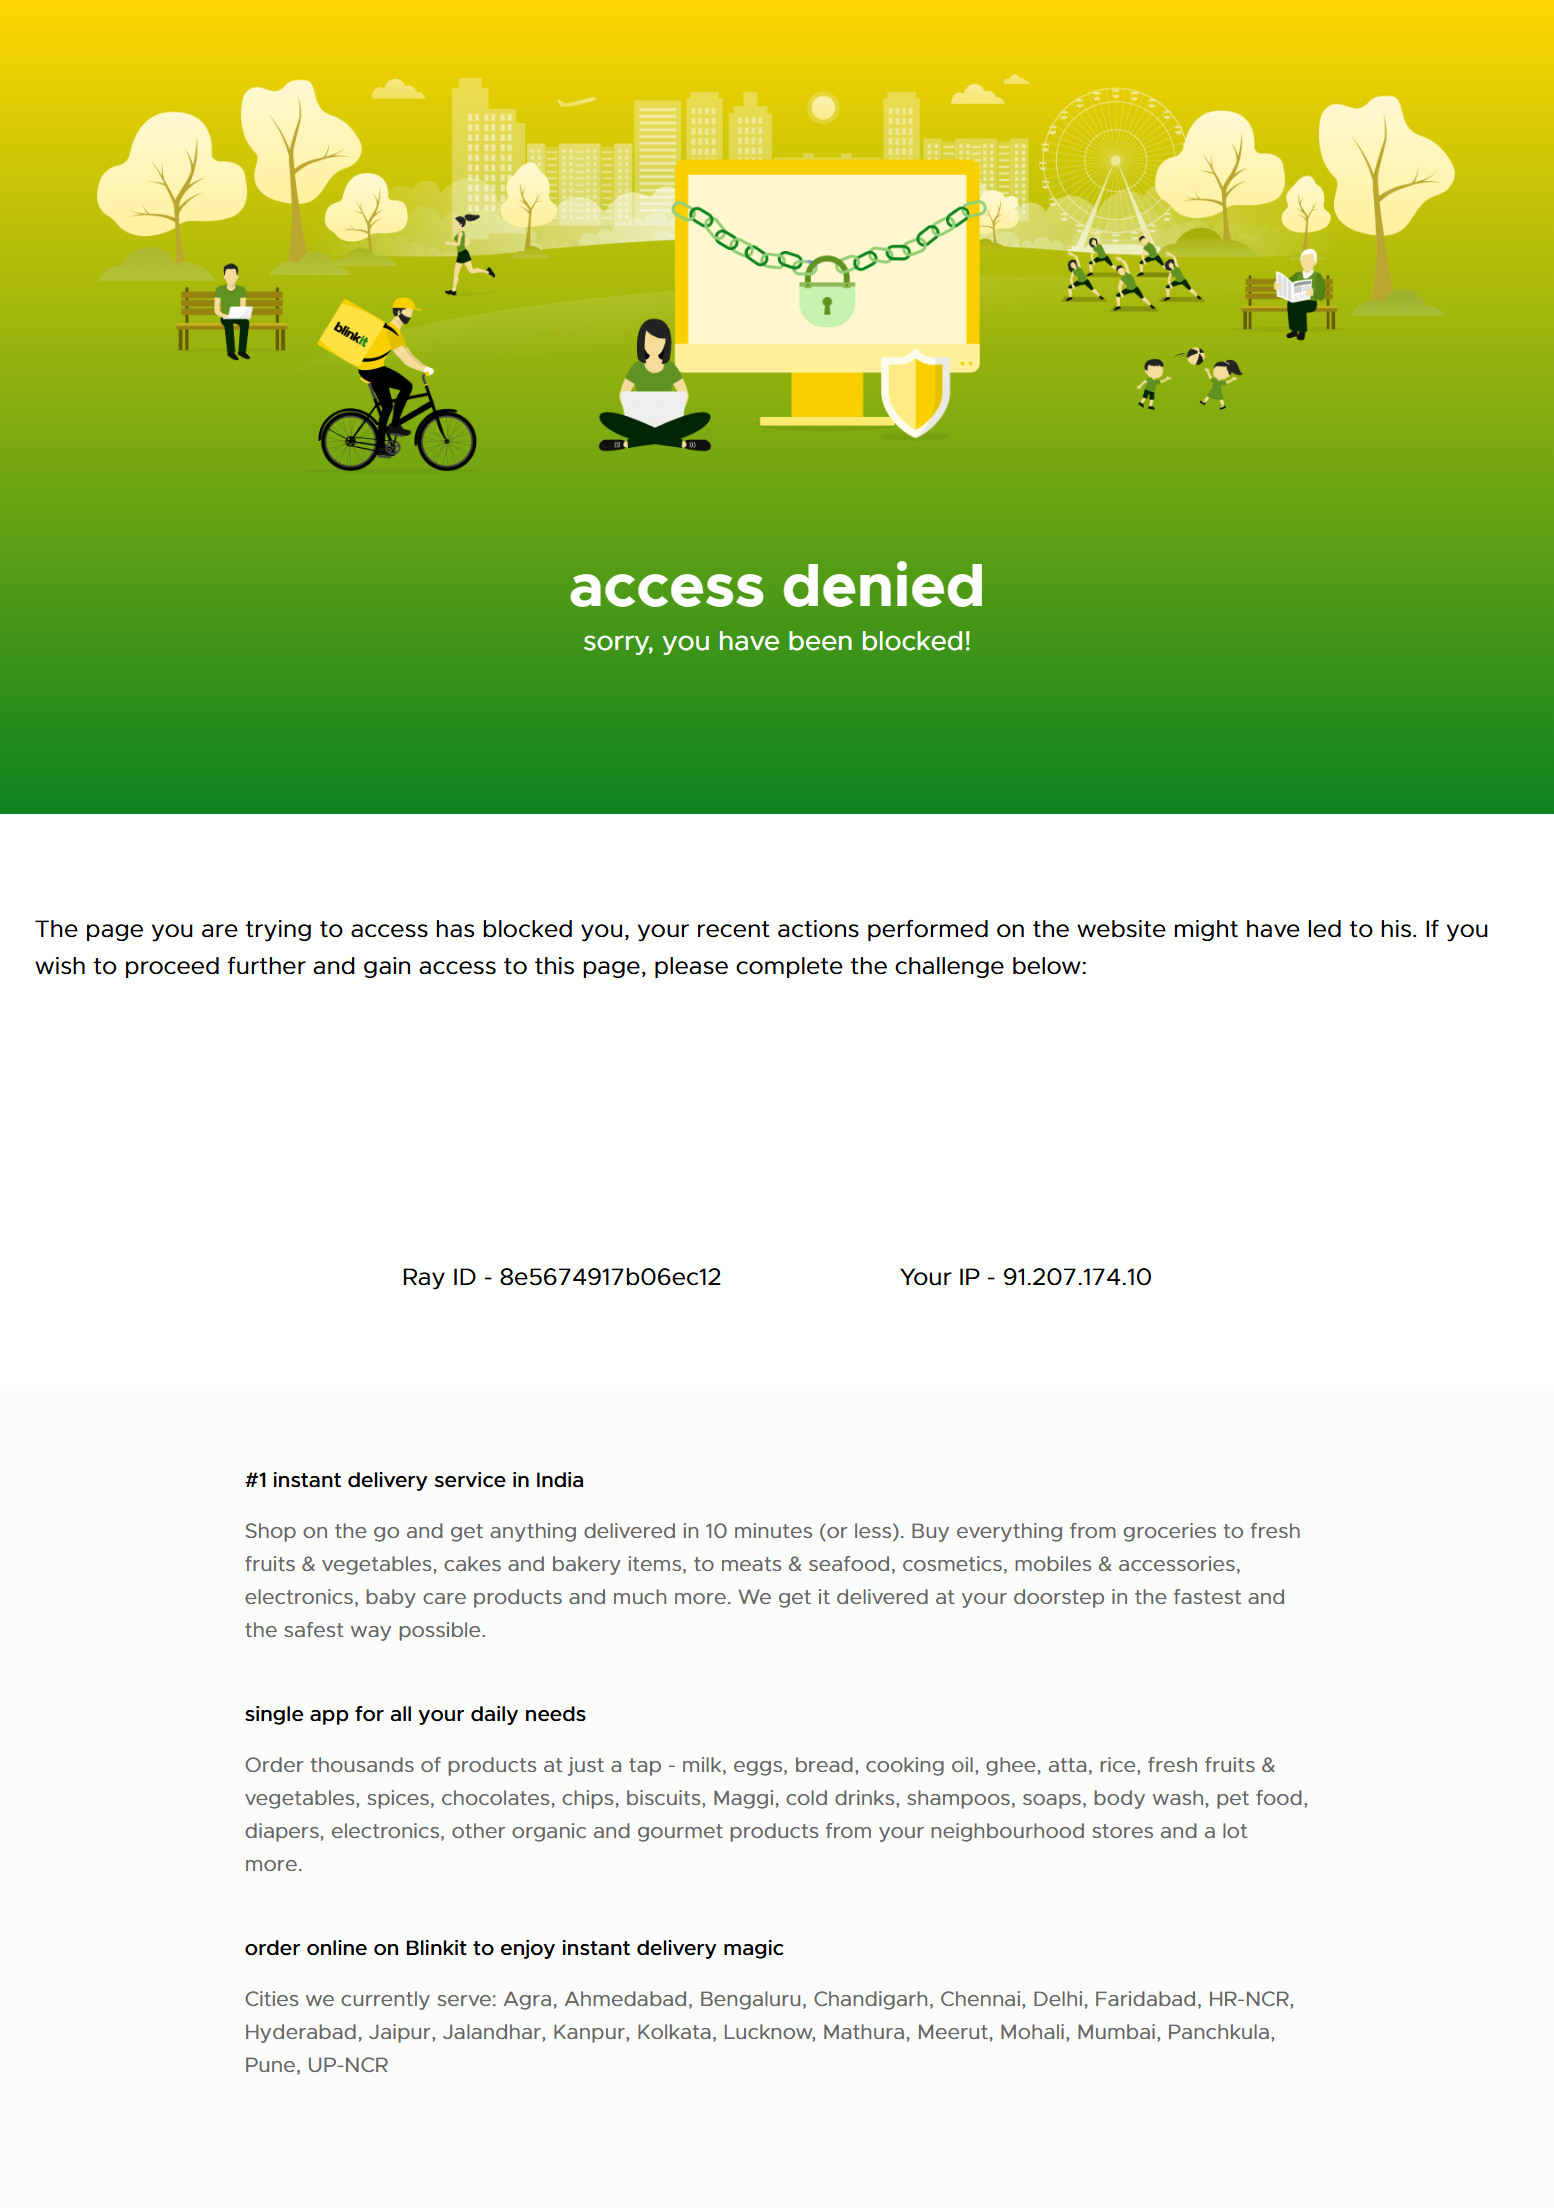 blinkit
access denied
sorry, you have been blocked!
The page you are trying to access has blocked you, your recent actions performed on the website might have led to his. If you
wish to proceed further and gain access to this page, please complete the challenge below:
Ray ID - 8e5674917b06ec12
Your IP - 91.207.174.10
#1 instant delivery service in India
Shop on the go and get anything delivered in 10 minutes (or less). Buy everything from groceries to fresh
fruits & vegetables, cakes and bakery items, to meats & seafood, cosmetics, mobiles & accessories,
electronics, baby care products and much more. We get it delivered at your doorstep in the fastest and
the safest way possible.
single app for all your daily needs
Order thousands of products at just a tap - milk, eggs, bread, cooking oil, ghee, atta, rice, fresh fruits &
vegetables, spices, chocolates, chips, biscuits, Maggi, cold drinks, shampoos, soaps, body wash, pet food,
diapers, electronics, other organic and gourmet products from your neighbourhood stores and a lot
more.
order online on Blinkit to enjoy instant delivery magic
Cities we currently serve: Agra, Ahmedabad, Bengaluru, Chandigarh, Chennai, Delhi, Faridabad, HR-NCR,
Hyderabad, Jaipur, Jalandhar, Kanpur, Kolkata, Lucknow, Mathura, Meerut, Mohali, Mumbai, Panchkula,
Pune, UP-NCR